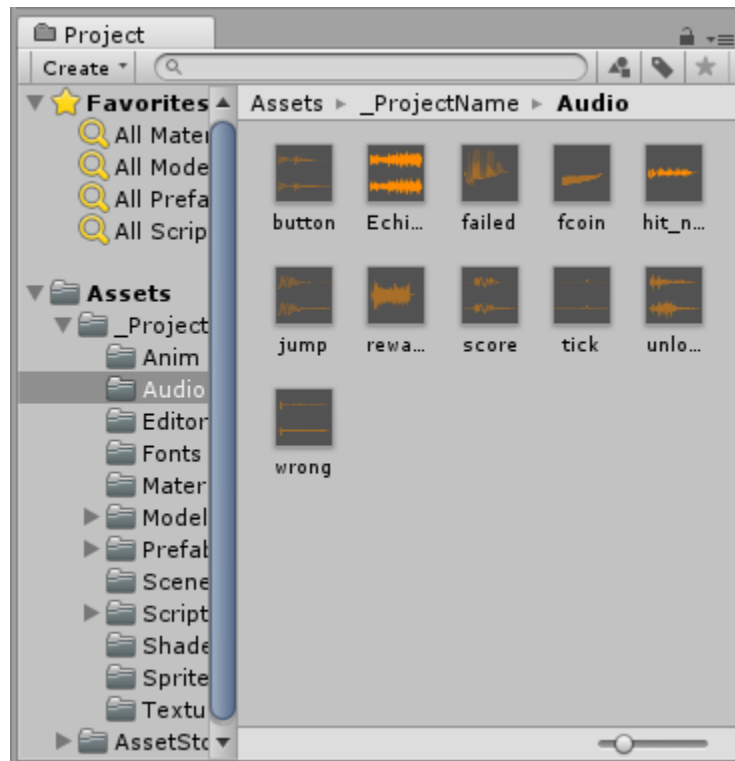 Project
Create
Favorites
All Mater
All Mode
All Prefa
All Scrip
Assets
_Project
Anim
Audio
Editor
Fonts
Mater
Model
Prefab
Scene
Script
Shade
Sprite
Textu
AssetSto
Assets _ProjectName Audio
button Echi... failed fcoin hit_n...
jump rewa... score tick unlo...
wrong